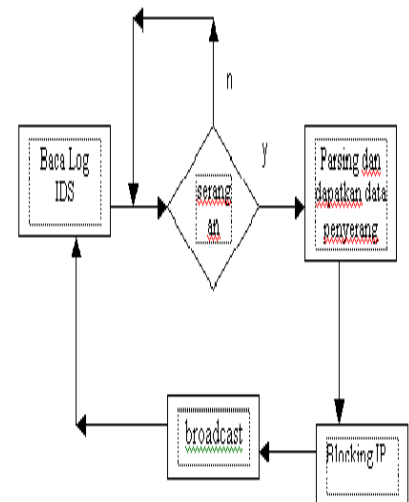 n
Baca Log
IDS
y
serang
an
Parsing dan
dapatkan data
penyerang
broadcast
Blocking IP